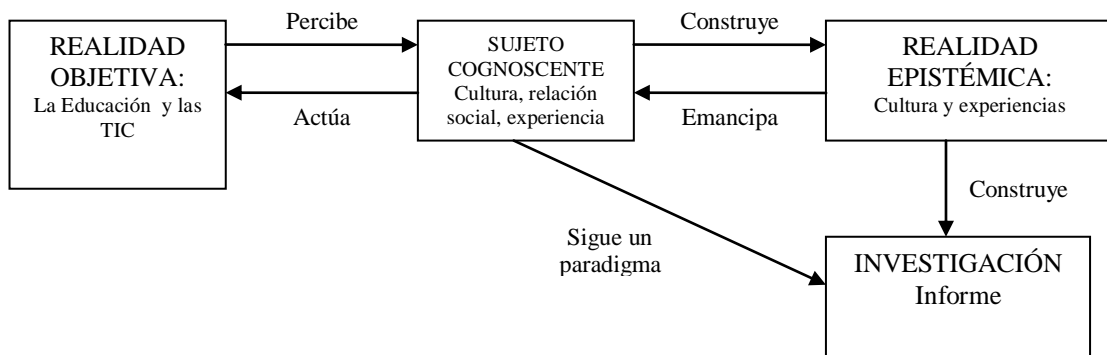 Percibe
Construye
REALIDAD
OBJETIVA:
La Educación y las
TIC
SUJETO
COGNOSCENTE
Cultura, relación
social, experiencia
REALIDAD
EPISTÉMICA:
Cultura y experiencias
Actúa
Emancipa
Construye
Sigue un
paradigma
INVESTIGACIÓN
Informe